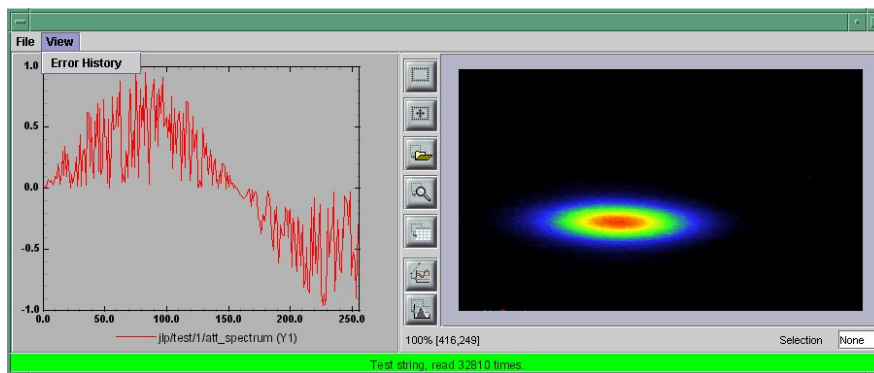 File View
Error History
1.0
0.5
0.0
-0.5
-1.0
0.0 50.0 100.0 150.0 200.0 250.0
jlp/test/1/att_spectrum (Y1)
100% [416,249]
Selection None
Test string, read 32810 times.